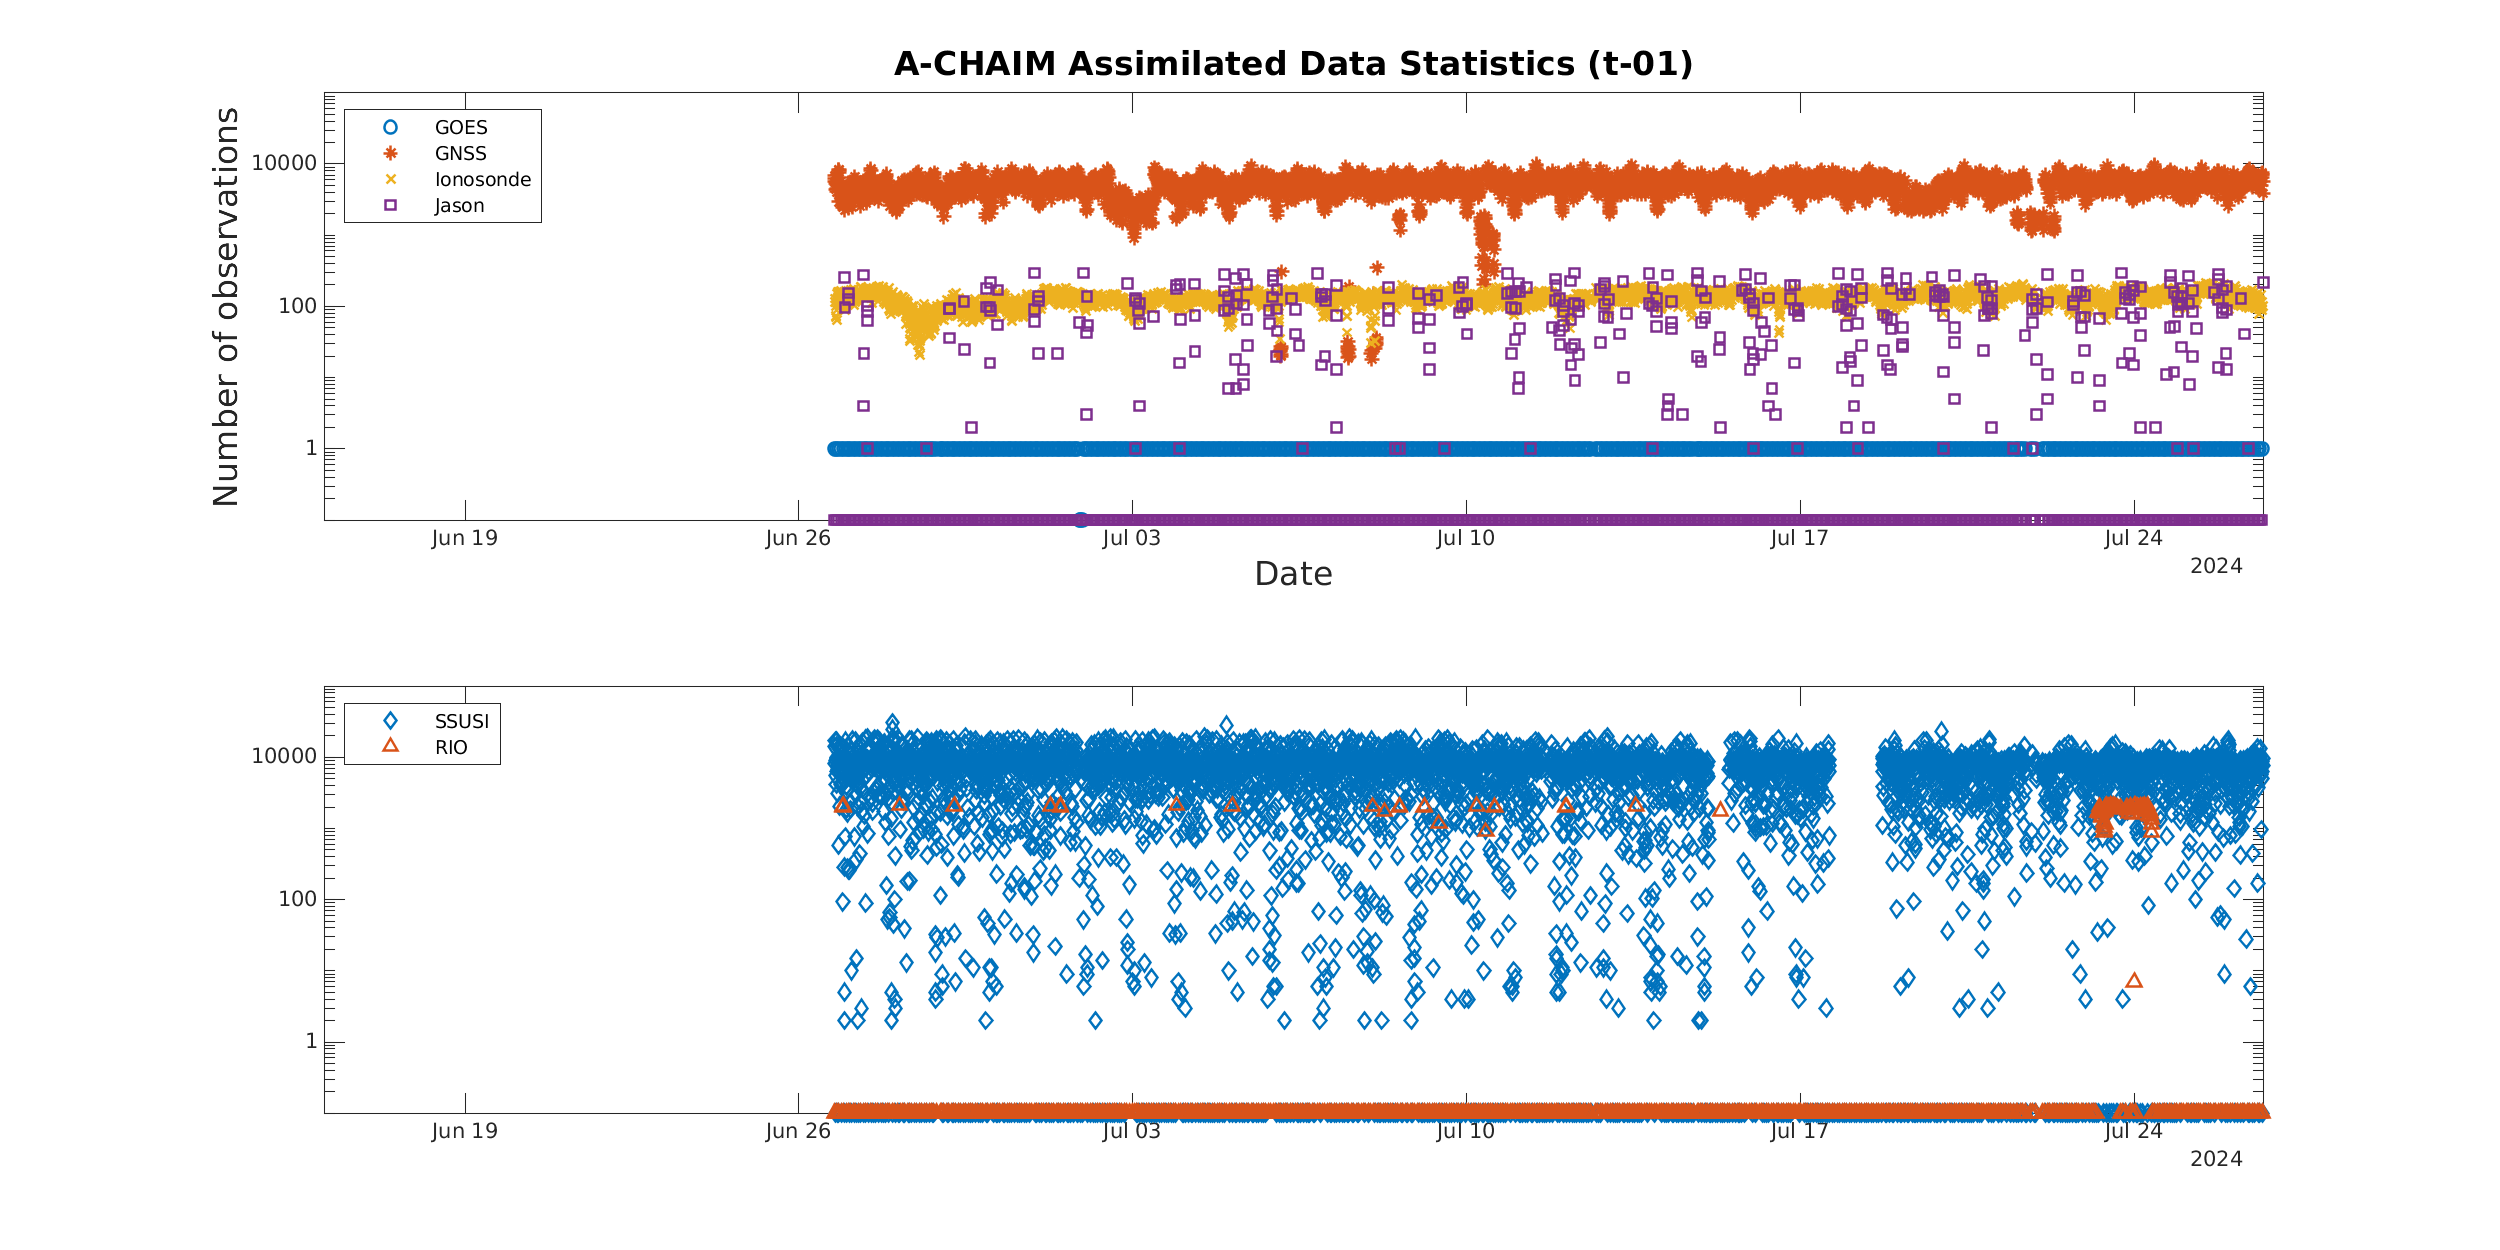 A-CHAIM Assimilated Data Statistics (t-01)
Number of observations
10000
100
1
GOES
GNSS
Ionosonde
Jason
Jun 19
Jun 26
Jul 03
Jul 10
Jul 17
Jul 24
2024
Date
10000
100
1
SSUSI
RIO
Jun 19
Jun 26
Jul 03
Jul 10
Jul 17
Jul 24
2024